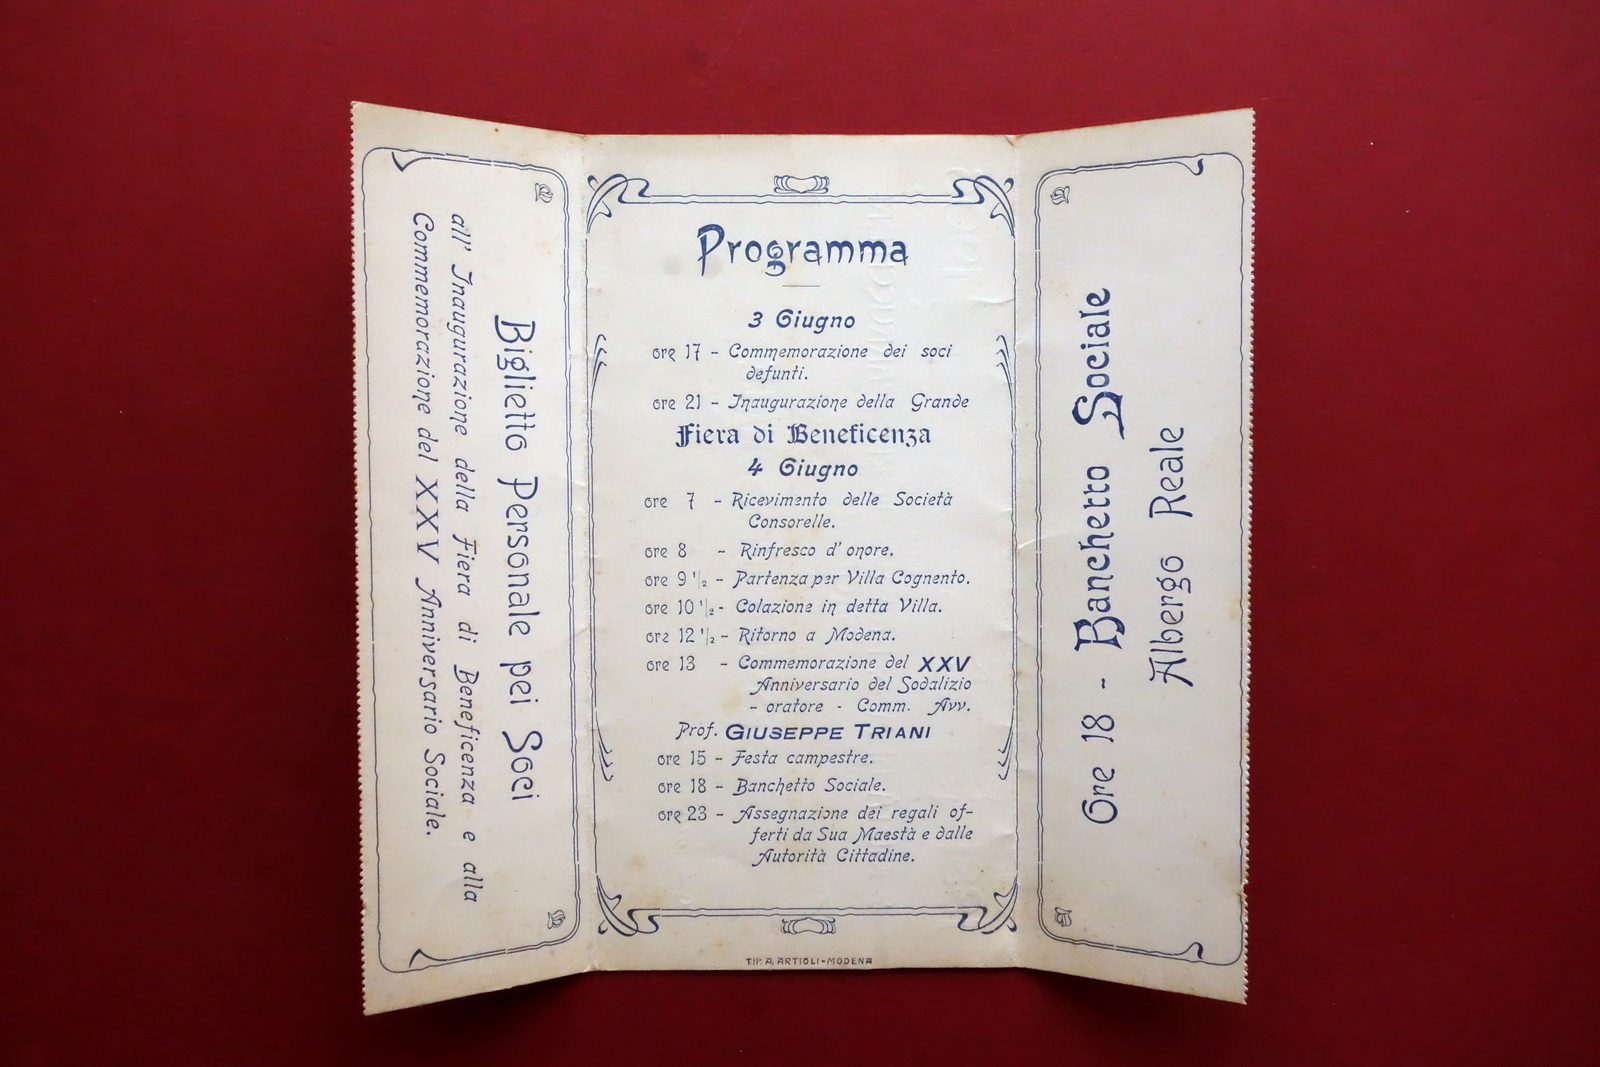 Biglietto Personale pei Soci
all' Inaugurazione della Fiera di Beneficenza e alla
Commemorazione del XXV Anniversario Sociale.
Programma
3 Giugno
ore 17 - Commemorazione dei soci
defunti.
ore 21 - Inaugurazione della Grande
Fiera di Beneficenza
4 Giugno
ore 7 - Ricevimento delle Società
Consorelle.
ore 8 - Rinfresco d' onore.
ore 9 1/2 - Partenza per Villa Cognento.
ore 10 1/2 - Colazione in detta Villa.
ore 12 1/2 - Ritorno a Modena.
ore 13 - Commemorazione del XXV
Anniversario del Sodalizio
- oratore - Comm. Avv.
Prof. GIUSEPPE TRIANI
ore 15 - Festa campestre.
ore 18 - Banchetto Sociale.
ore 23 - Assegnazione dei regali of-
ferti da Sua Maestà e dalle
Autorità Cittadine.
TIP. A. ARTIOLI-MODENA
Ore 18 - Banchetto Sociale
Albergo Reale